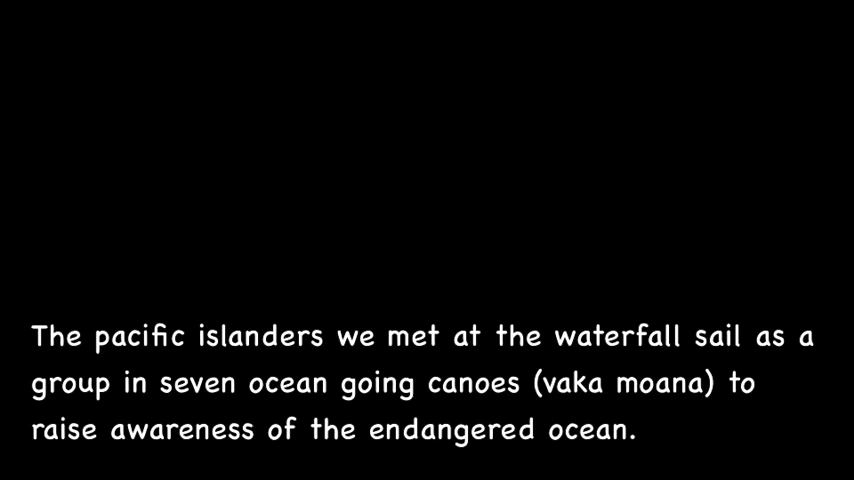 The pacific islanders we met at the waterfall sail as a
group in seven ocean going canoes (vaka moana) to
raise awareness of the endangered ocean.